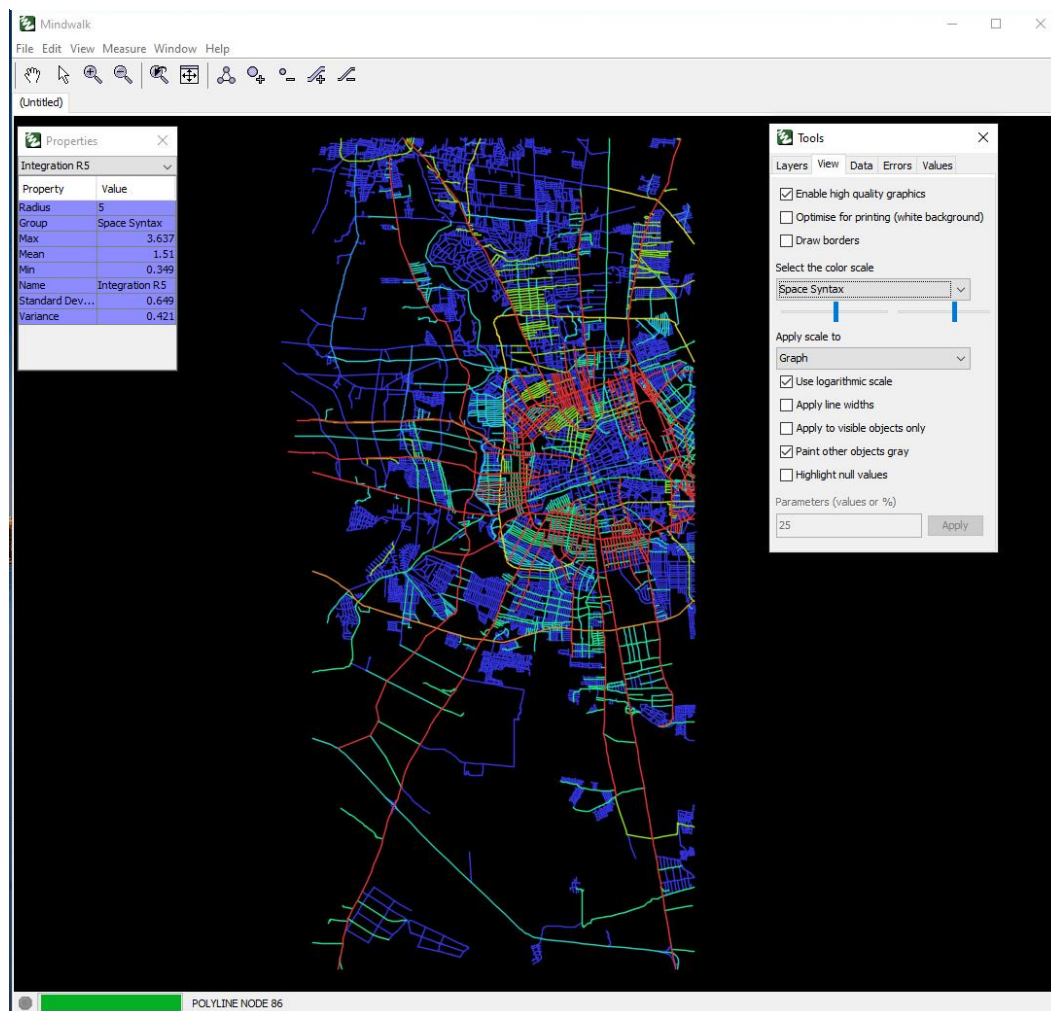 Mindwalk
File Edit View Measure Window Help
(Untitled)
Properties
Integration R5
Property Value
Radius 5
Group Space Syntax
Max 3.637
Mean 1.51
Min 0.349
Name Integration R5
Standard Dev... 0.649
Variance 0.421
Tools
Layers View Data Errors Values
Enable high quality graphics
Optimise for printing (white background)
Draw borders
Select the color scale
Space Syntax
Apply scale to
Graph
Use logarithmic scale
Apply line widths
Apply to visible objects only
Paint other objects gray
Highlight null values
Parameters (values or %)
25 Apply
POLYLINE NODE 86